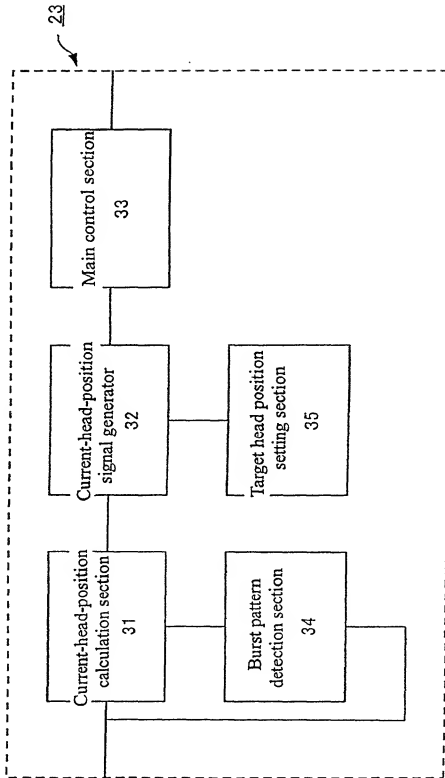 23
Current-head-position
calculation section
31
Current-head-position
signal generator
32
Main control section
33
Burst pattern
detection section
34
Target head position
setting section
35